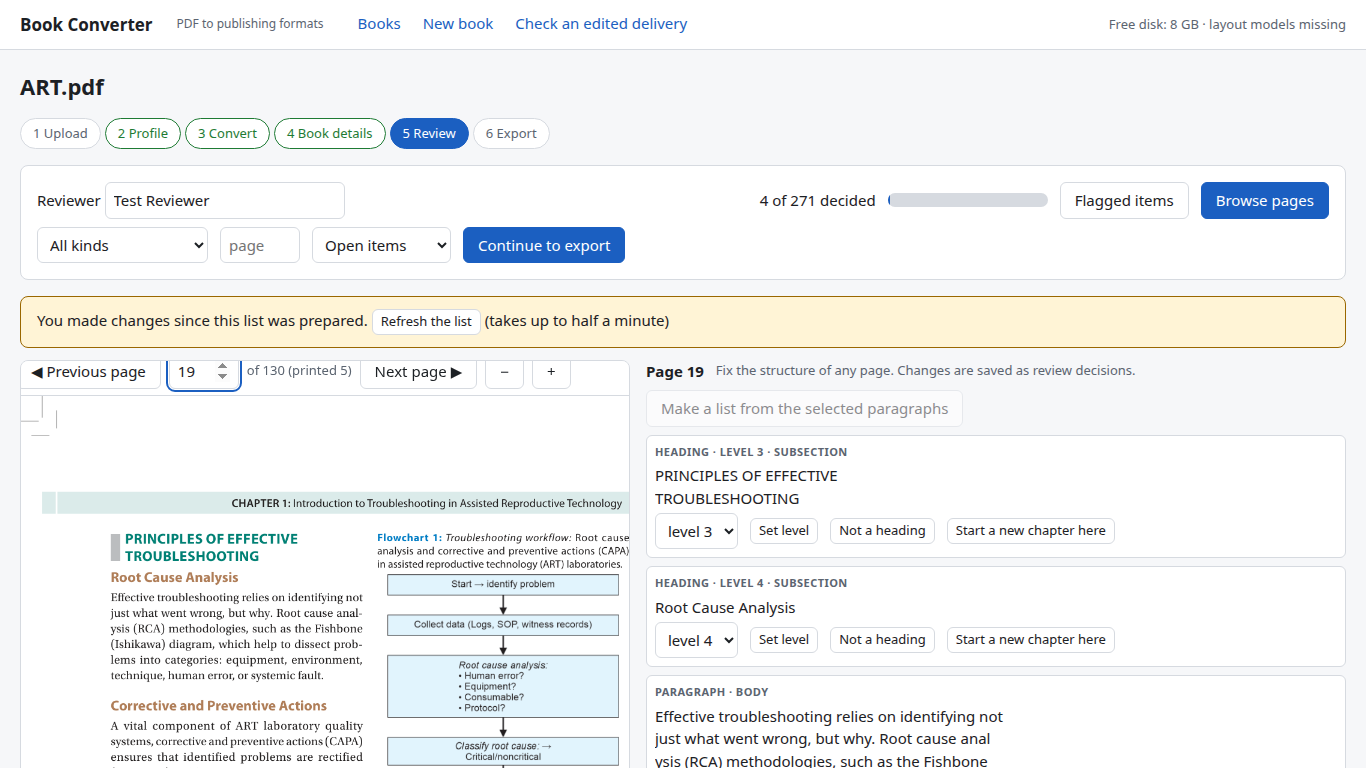 Book Converter PDF to publishing formats Books New book Check an edited delivery Free disk: 8 GB · layout models missing
ART.pdf
1 Upload 2 Profile 3 Convert 4 Book details 5 Review 6 Export
Reviewer Test Reviewer 4 of 271 decided Flagged items Browse pages
All kinds page Open items Continue to export
You made changes since this list was prepared. Refresh the list (takes up to half a minute)
◀ Previous page 19 of 130 (printed 5) Next page ▶ − +
CHAPTER 1: Introduction to Troubleshooting in Assisted Reproductive Technology
PRINCIPLES OF EFFECTIVE
TROUBLESHOOTING
Root Cause Analysis
Effective troubleshooting relies on identifying not
just what went wrong, but why. Root cause anal-
ysis (RCA) methodologies, such as the Fishbone
(Ishikawa) diagram, which help to dissect prob-
lems into categories: equipment, environment,
technique, human error, or systemic fault.
Corrective and Preventive Actions
A vital component of ART laboratory quality
systems, corrective and preventive actions (CAPA)
ensures that identified problems are rectified
Flowchart 1: Troubleshooting workflow: Root cause
analysis and corrective and preventive actions (CAPA)
in assisted reproductive technology (ART) laboratories.
Start → identify problem
Collect data (Logs, SOP, witness records)
Root cause analysis:
• Human error?
• Equipment?
• Consumable?
• Protocol?
Classify root cause: →
Critical/noncritical
Page 19 Fix the structure of any page. Changes are saved as review decisions.
Make a list from the selected paragraphs
HEADING · LEVEL 3 · SUBSECTION
PRINCIPLES OF EFFECTIVE
TROUBLESHOOTING
level 3 Set level Not a heading Start a new chapter here
HEADING · LEVEL 4 · SUBSECTION
Root Cause Analysis
level 4 Set level Not a heading Start a new chapter here
PARAGRAPH · BODY
Effective troubleshooting relies on identifying not
just what went wrong, but why. Root cause anal
ysis (RCA) methodologies, such as the Fishbone